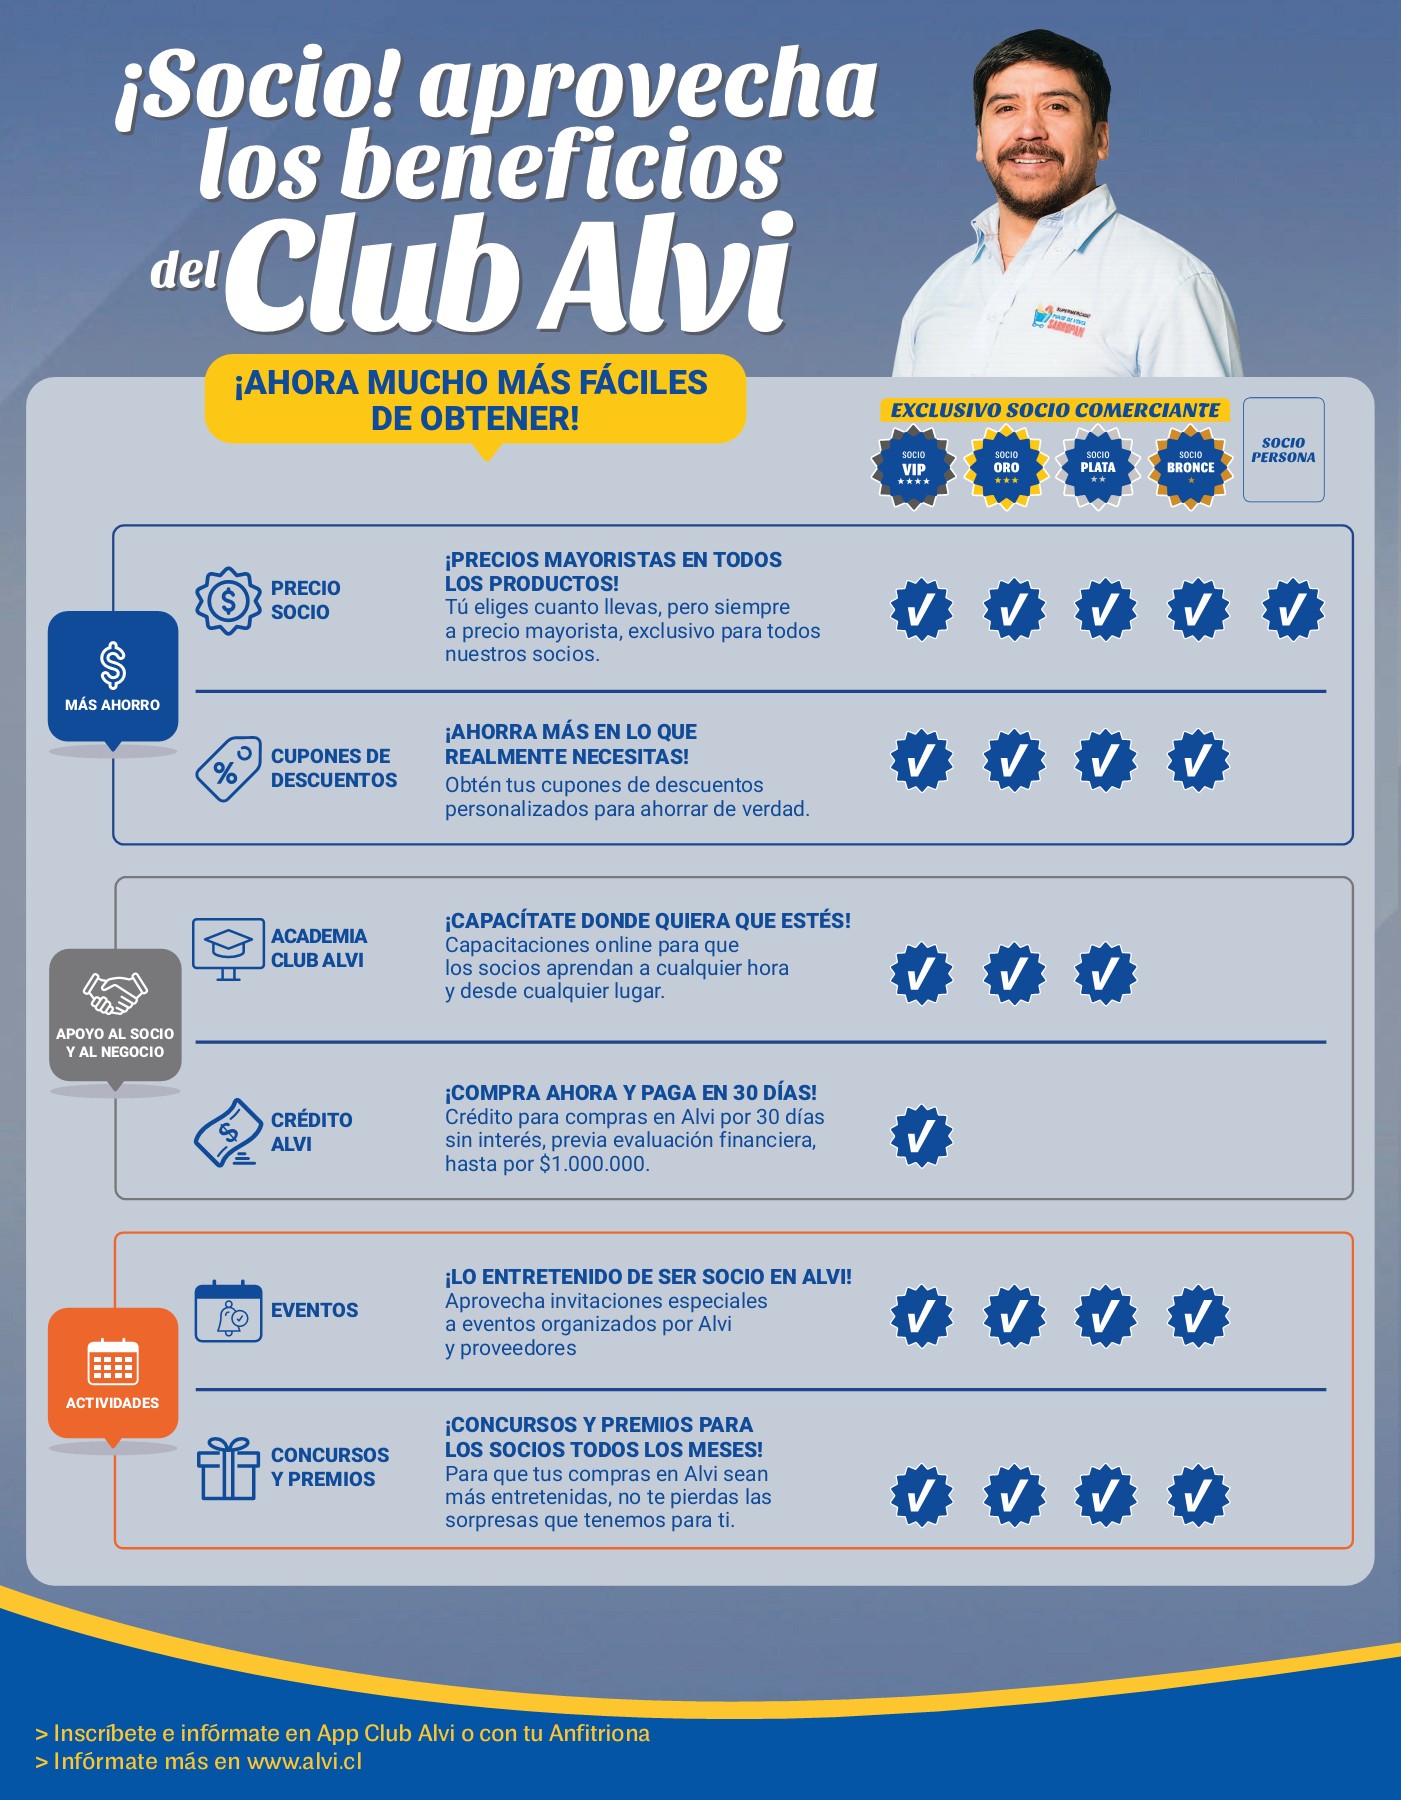 ¡Socio! aprovecha
los beneficios
del Club Alvi
¡AHORA MUCHO MÁS FÁCILES
DE OBTENER!
SUPERMERCADO
PUNTO DE VENTA
SARROPAN
EXCLUSIVO SOCIO COMERCIANTE
SOCIO
VIP
SOCIO
ORO
SOCIO
PLATA
SOCIO
BRONCE
SOCIO
PERSONA
MÁS AHORRO
PRECIO
SOCIO
¡PRECIOS MAYORISTAS EN TODOS
LOS PRODUCTOS!
Tú eliges cuanto llevas, pero siempre
a precio mayorista, exclusivo para todos
nuestros socios.
CUPONES DE
DESCUENTOS
¡AHORRA MÁS EN LO QUE
REALMENTE NECESITAS!
Obtén tus cupones de descuentos
personalizados para ahorrar de verdad.
APOYO AL SOCIO
Y AL NEGOCIO
ACADEMIA
CLUB ALVI
¡CAPACÍTATE DONDE QUIERA QUE ESTÉS!
Capacitaciones online para que
los socios aprendan a cualquier hora
y desde cualquier lugar.
CRÉDITO
ALVI
¡COMPRA AHORA Y PAGA EN 30 DÍAS!
Crédito para compras en Alvi por 30 días
sin interés, previa evaluación financiera,
hasta por $1.000.000.
ACTIVIDADES
EVENTOS
¡LO ENTRETENIDO DE SER SOCIO EN ALVI!
Aprovecha invitaciones especiales
a eventos organizados por Alvi
y proveedores
CONCURSOS
Y PREMIOS
¡CONCURSOS Y PREMIOS PARA
LOS SOCIOS TODOS LOS MESES!
Para que tus compras en Alvi sean
más entretenidas, no te pierdas las
sorpresas que tenemos para ti.
> Inscríbete e infórmate en App Club Alvi o con tu Anfitriona
> Infórmate más en www.alvi.cl